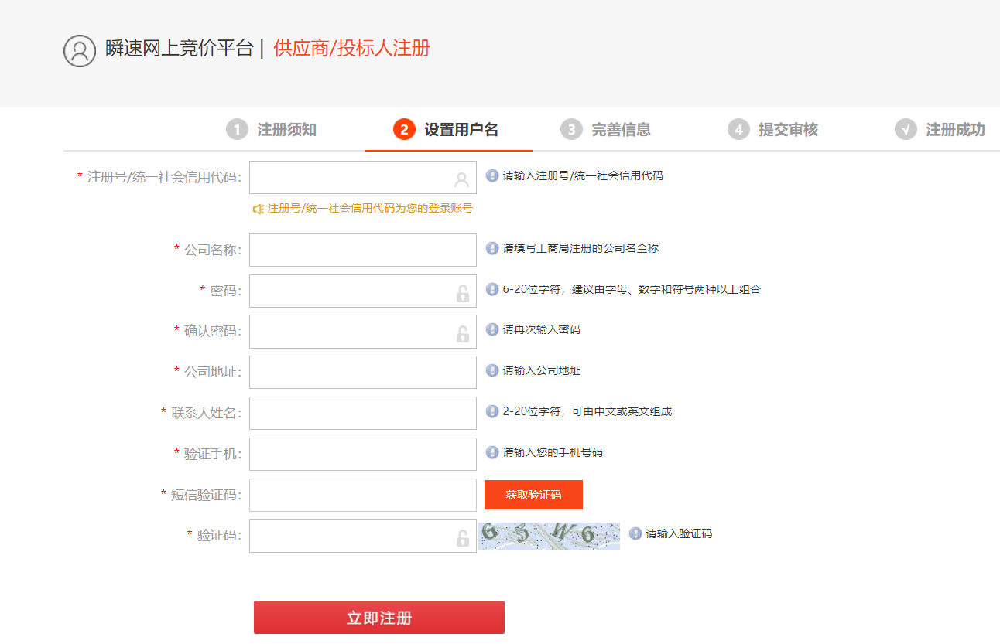 瞬速网上竞价平台 | 供应商/投标人注册
1 注册须知 2 设置用户名 3 完善信息 4 提交审核 √ 注册成功
* 注册号/统一社会信用代码: 请输入注册号/统一社会信用代码
注册号/统一社会信用代码为您的登录账号
* 公司名称: 请填写工商局注册的公司名全称
* 密码: 6-20位字符，建议由字母、数字和符号两种以上组合
* 确认密码: 请再次输入密码
* 公司地址: 请输入公司地址
* 联系人姓名: 2-20位字符，可由中文或英文组成
* 验证手机: 请输入您的手机号码
* 短信验证码: 获取验证码
* 验证码: G5W6 请输入验证码
立即注册